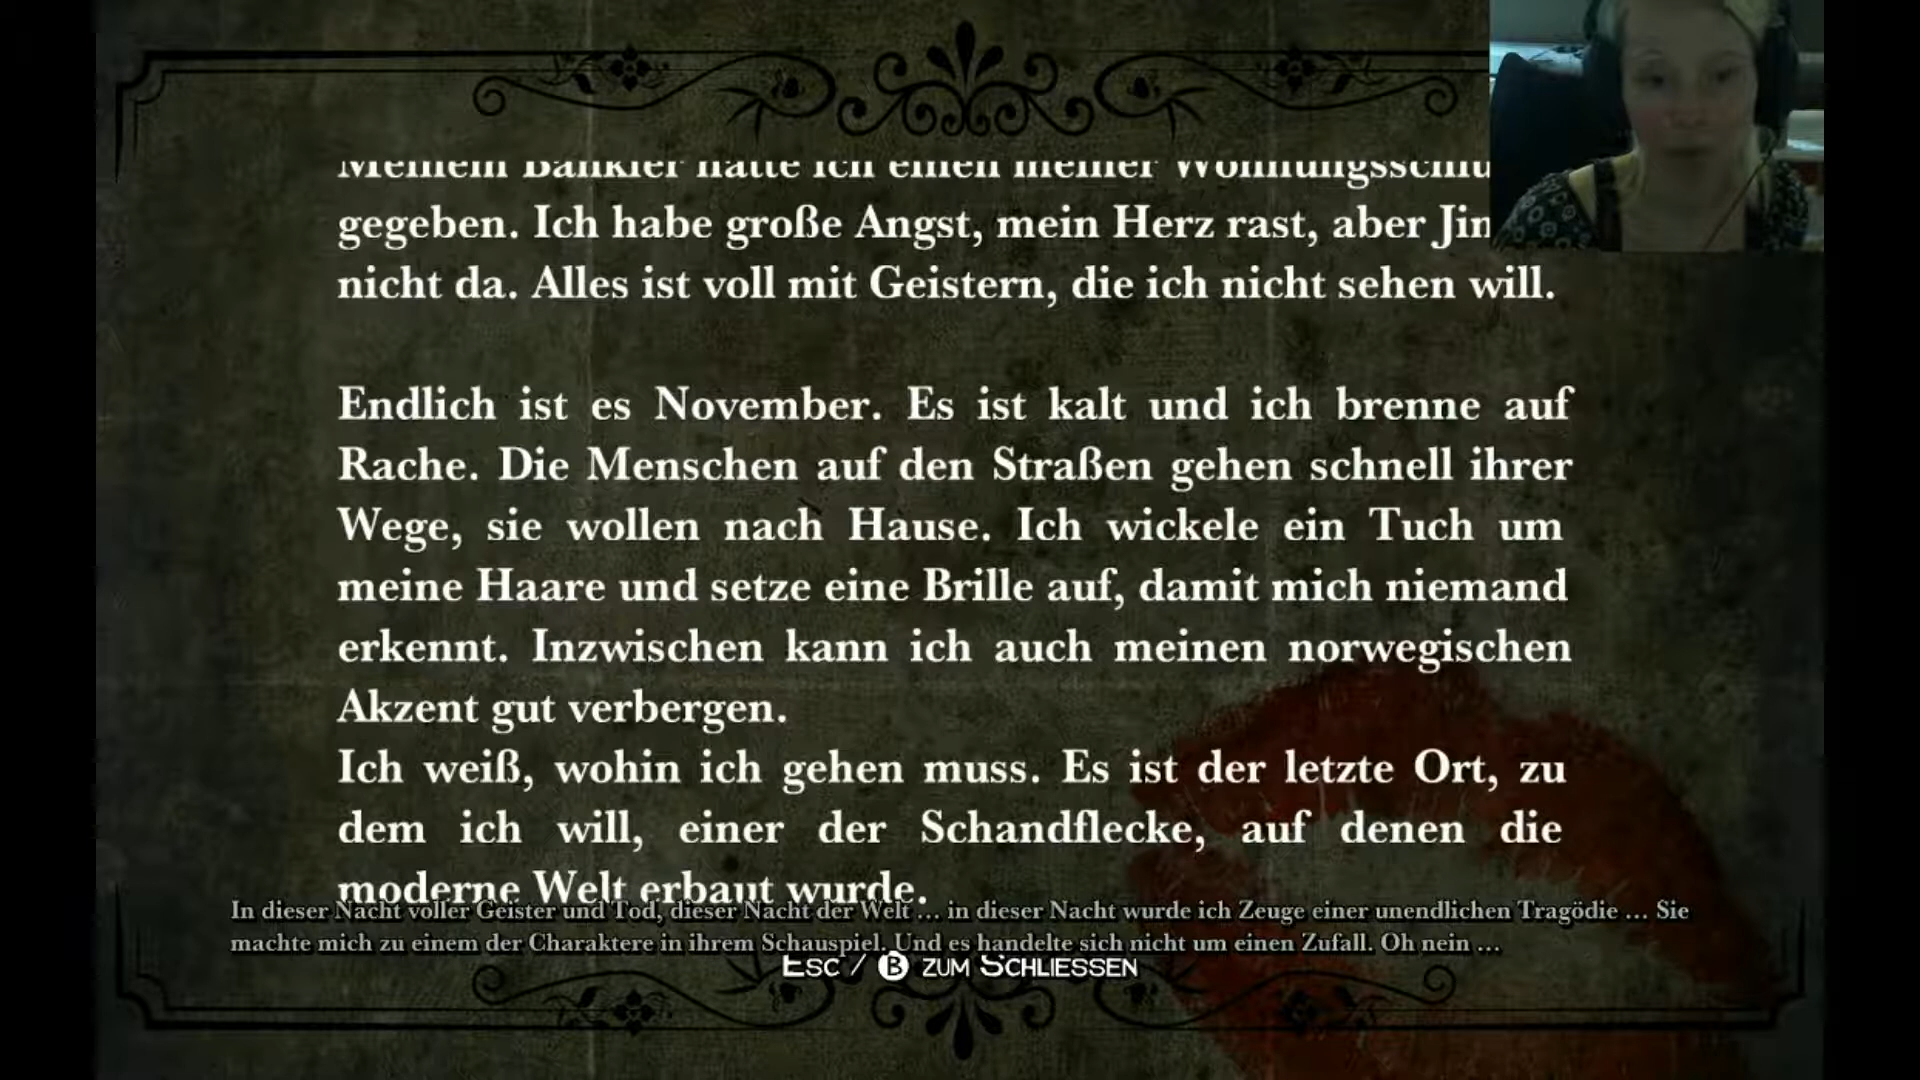 Meinem Bankier hatte ich einen meiner
gegeben. Ich habe große Angst, mein Herz rast, aber
nicht da. Alles ist voll mit Geistern, die ich nicht sehen will.
Endlich ist es November. Es ist kalt und ich brenne auf
Rache. Die Menschen auf den Straßen gehen schnell ihrer
Wege, sie wollen nach Hause. Ich wickele ein Tuch um
meine Haare und setze eine Brille auf, damit mich niemand
erkennt. Inzwischen kann ich auch meinen norwegischen
Akzent gut verbergen.
Ich weiß, wohin ich gehen muss. Es ist der letzte Ort, zu
dem ich will, einer der Schandflecke, auf denen die
moderne Welt erbaut wurde.
In dieser Nacht voller Geister und Tod, dieser Nacht der Welt ... in dieser Nacht wurde ich Zeuge einer unendlichen Tragödie ... Sie
machte mich zu einem der Charaktere in ihrem Schauspiel. Und es handelte sich nicht um einen Zufall. Oh nein ...
Esc / B zum Schliessen